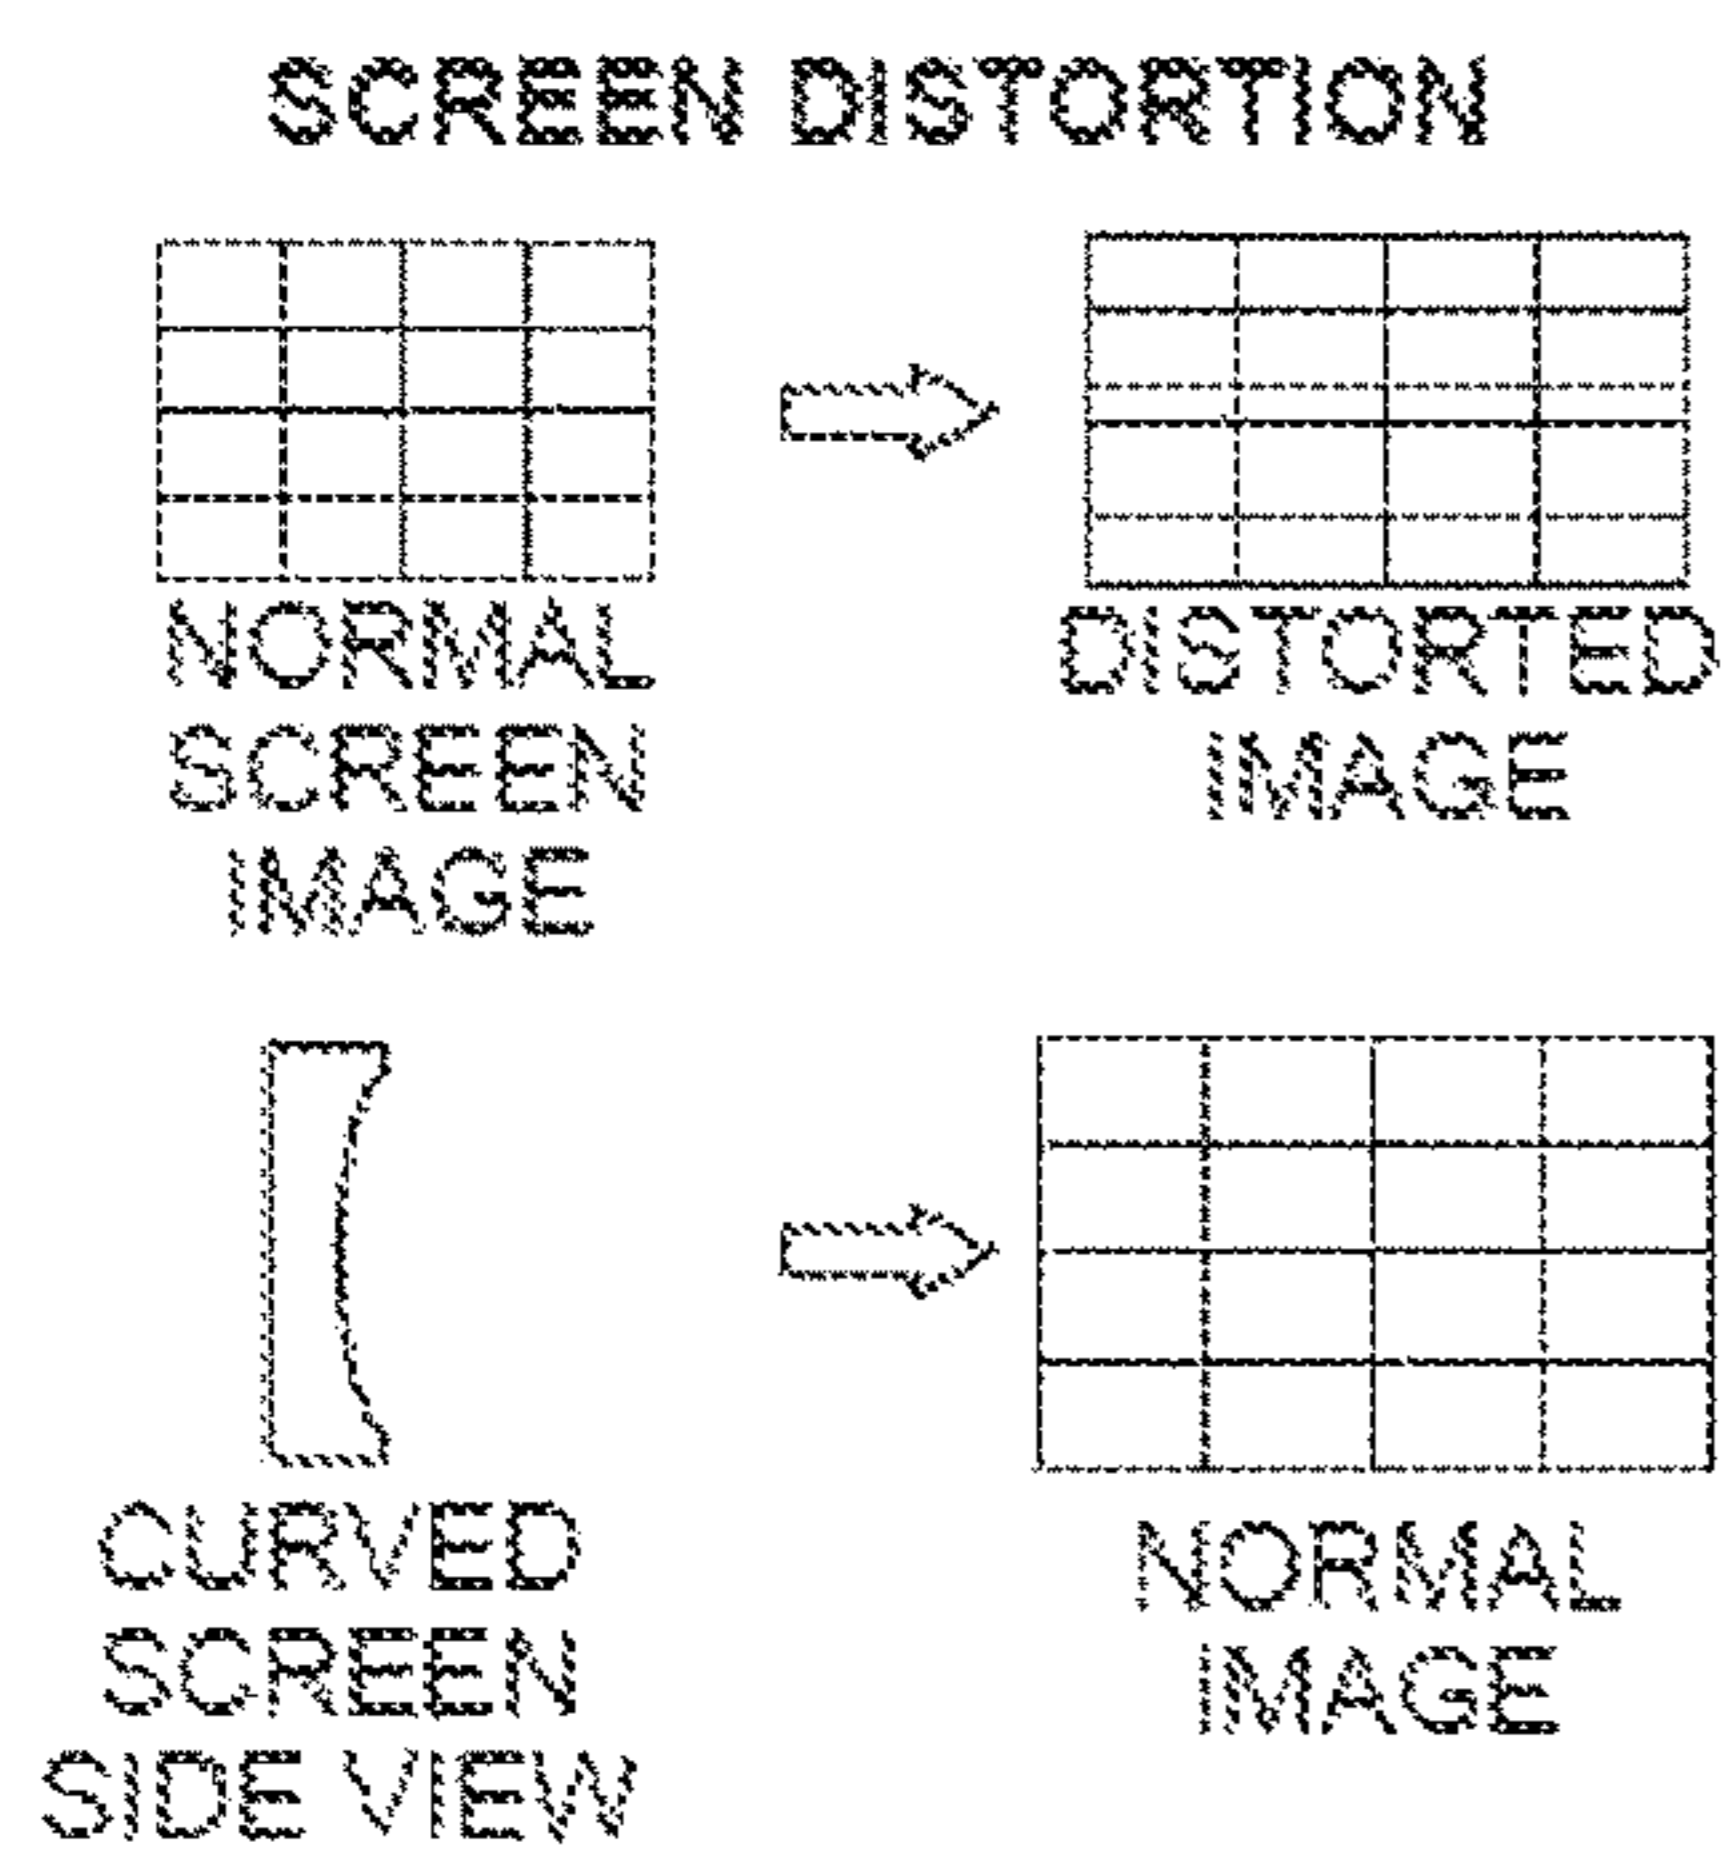 SCREEN DISTORTION
NORMAL
SCREEN
IMAGE
DISTORTED
IMAGE
CURVED
SCREEN
SIDE VIEW
NORMAL
IMAGE